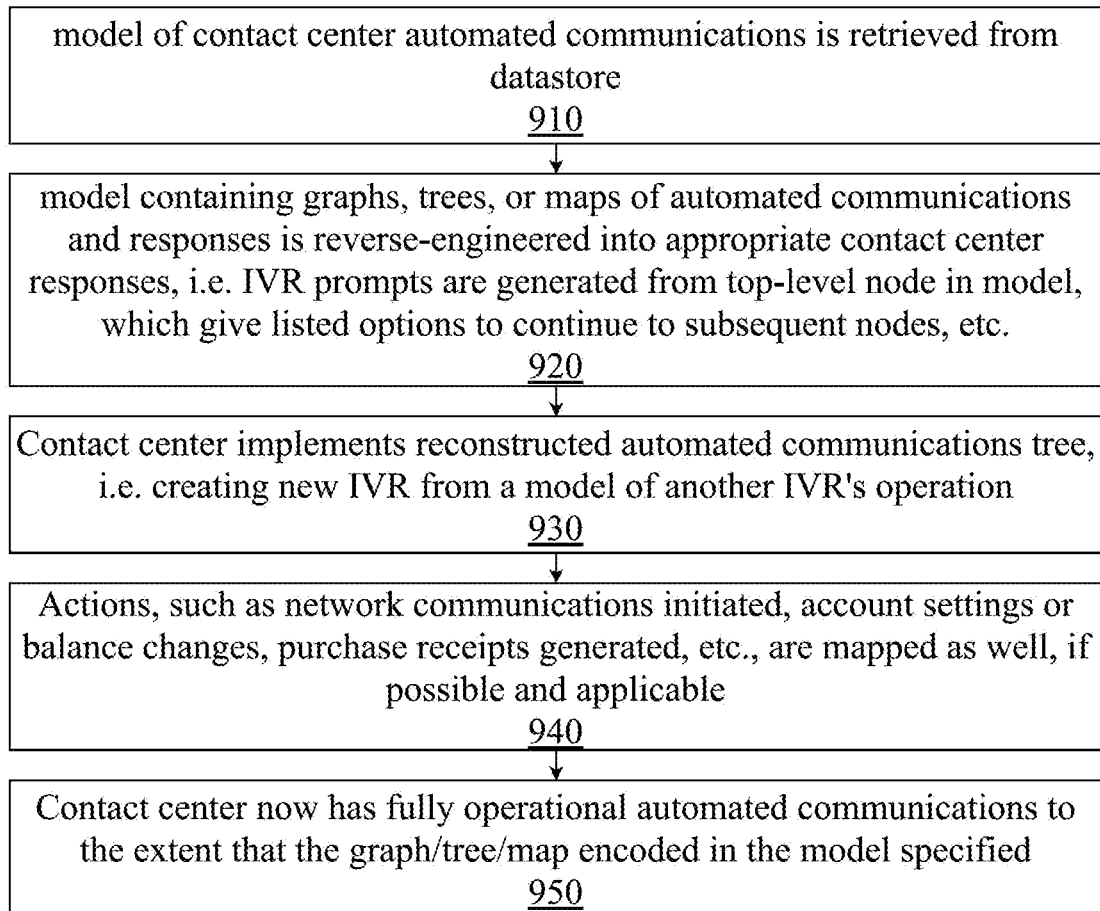 model of contact center automated communications is retrieved from
datastore
910
model containing graphs, trees, or maps of automated communications
and responses is reverse-engineered into appropriate contact center
responses, i.e. IVR prompts are generated from top-level node in model,
which give listed options to continue to subsequent nodes, etc.
920
Contact center implements reconstructed automated communications tree,
i.e. creating new IVR from a model of another IVR's operation
930
Actions, such as network communications initiated, account settings or
balance changes, purchase receipts generated, etc., are mapped as well, if
possible and applicable
940
Contact center now has fully operational automated communications to
the extent that the graph/tree/map encoded in the model specified
950